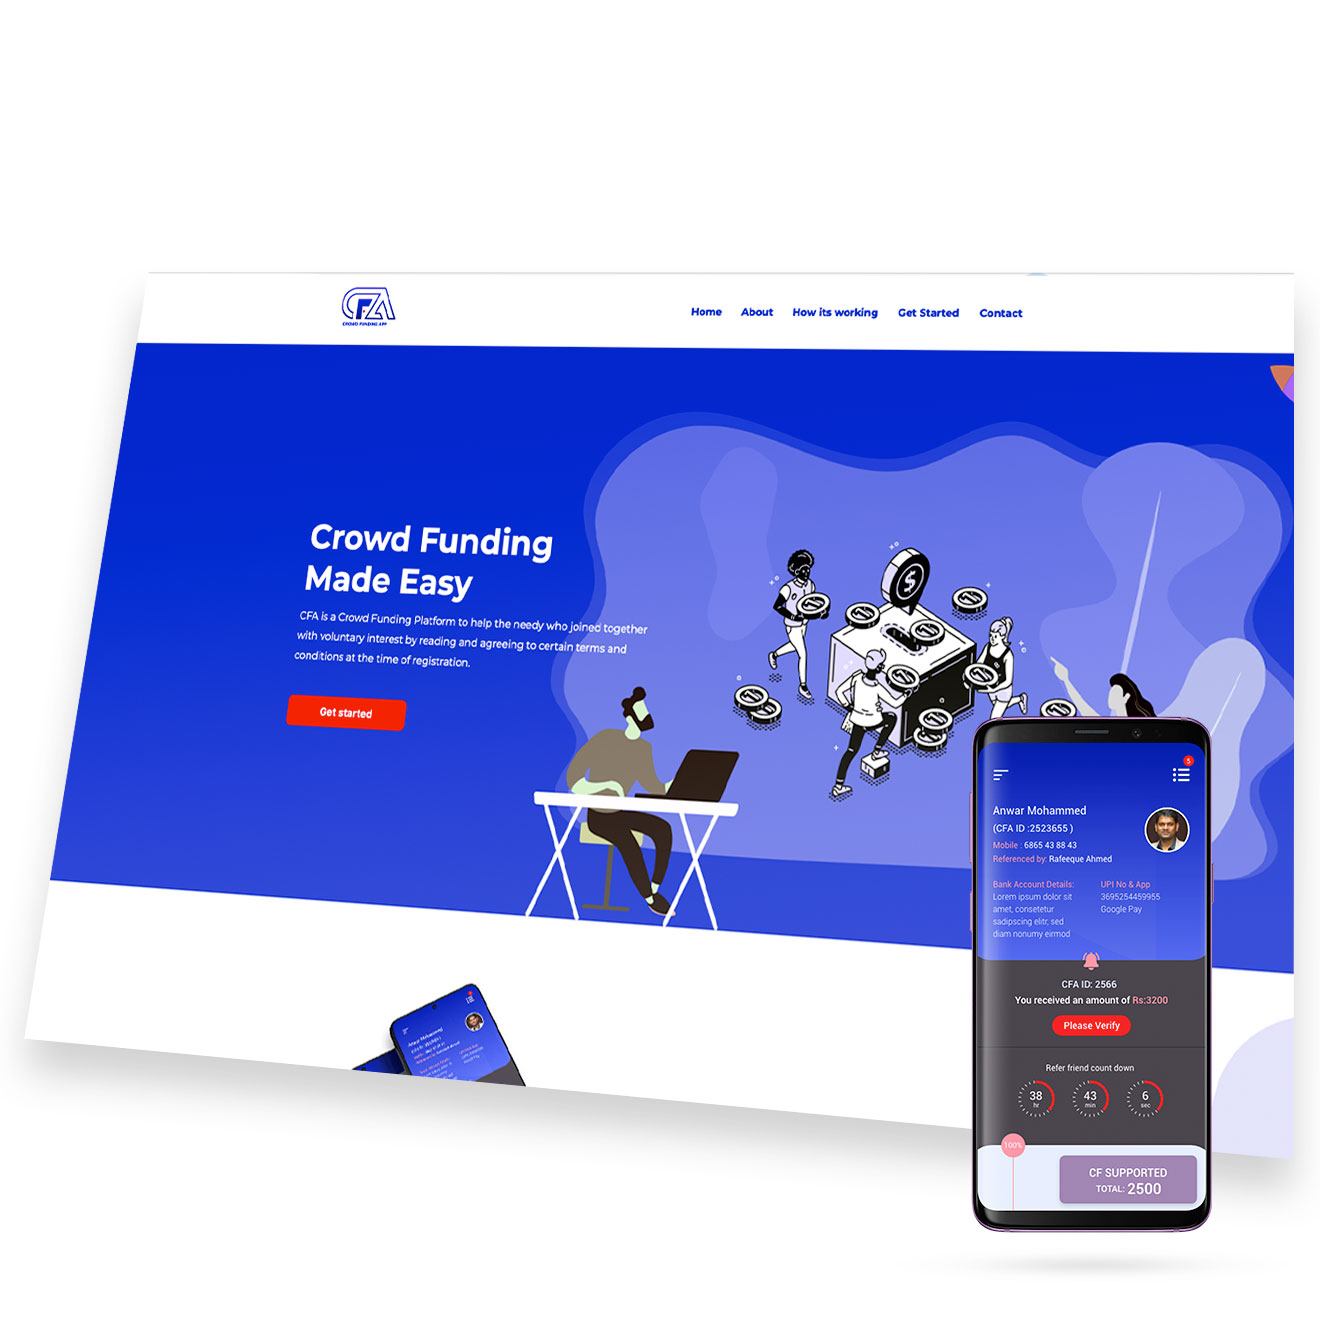 CFA
CROWD FUNDING APP
Home About How its working Get Started Contact
Crowd Funding
Made Easy
CFA is a Crowd Funding Platform to help the needy who joined together
with voluntary interest by reading and agreeing to certain terms and
conditions at the time of registration.
Get started
5
Anwar Mohammed
(CFA ID :2523655 )
Mobile : 6865 43 88 43
Referenced by: Rafeeque Ahmed
Bank Account Details:
Lorem ipsum dolor sit
amet, consetetur
sadipscing elitr, sed
diam nonumy eirmod
UPI No & App
3695254459955
Google Pay
CFA ID: 2566
You received an amount of Rs:3200
Please Verify
Refer friend count down
38 43 6
hr min sec
100%
CF SUPPORTED
TOTAL: 2500
Anwar Mohammed